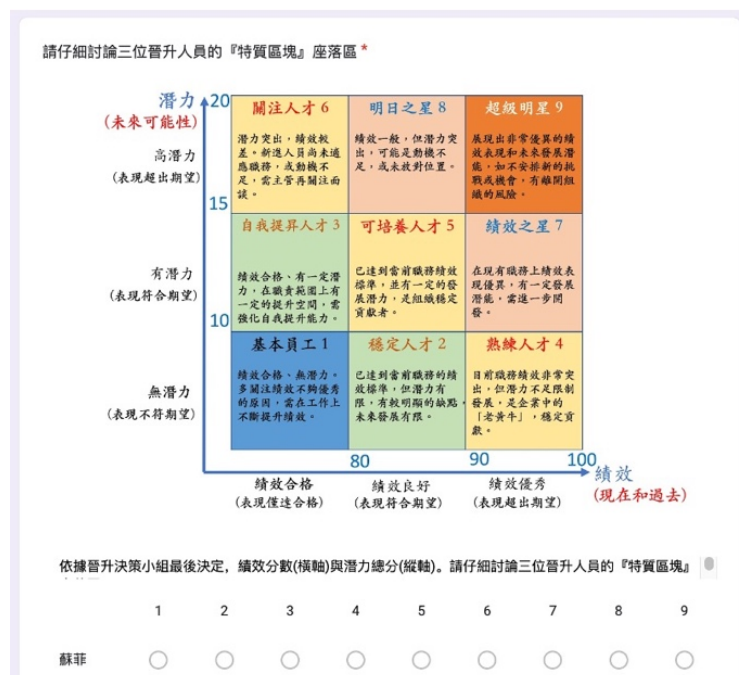 請仔細討論三位晉升人員的『特質區塊』座落區 *
潛力
(未來可能性)
20
高潛力
(表現超出期望)
15
有潛力
(表現符合期望)
10
無潛力
(表現不符期望)
關注人才 6
潛力突出，績效較
差。新進人員尚未適
應職務，或動機不
足，需主管再關注面
談。
明日之星 8
績效一般，但潛力突
出，可能是動機不
足，或未放對位置。
超級明星 9
展現出非常優異的績
效表現和未來發展潛
能，如不安排新的挑
戰或機會，有離開組
織的風險。
自我提昇人才 3
績效合格、有一定潛
力，在職責範圍上有
一定的提升空間，需
強化自我提升能力。
可培養人才 5
已達到當前職務績效
標準，並有一定的發
展潛力，是組織穩定
貢獻者。
績效之星 7
在現有職務上績效表
現優異，有一定發展
潛能，需進一步開
發。
基本員工 1
績效合格、無潛力。
多關注績效不夠優秀
的原因，需在工作上
不斷提升績效。
穩定人才 2
已達到當前職務的績
效標準，但潛力有
限，有較明顯的缺點，
未來發展有限。
熟練人才 4
目前職務績效非常突
出，但潛力不足限制
發展，是企業中的
「老黃牛」，穩定貢
獻。
80
90
100
績效合格
(表現僅達合格)
績效良好
(表現符合期望)
績效優秀
(表現超出期望)
績效
(現在和過去)
依據晉升決策小組最後決定，績效分數(橫軸)與潛力總分(縱軸)。請仔細討論三位晉升人員的『特質區塊』
1 2 3 4 5 6 7 8 9
蘇菲